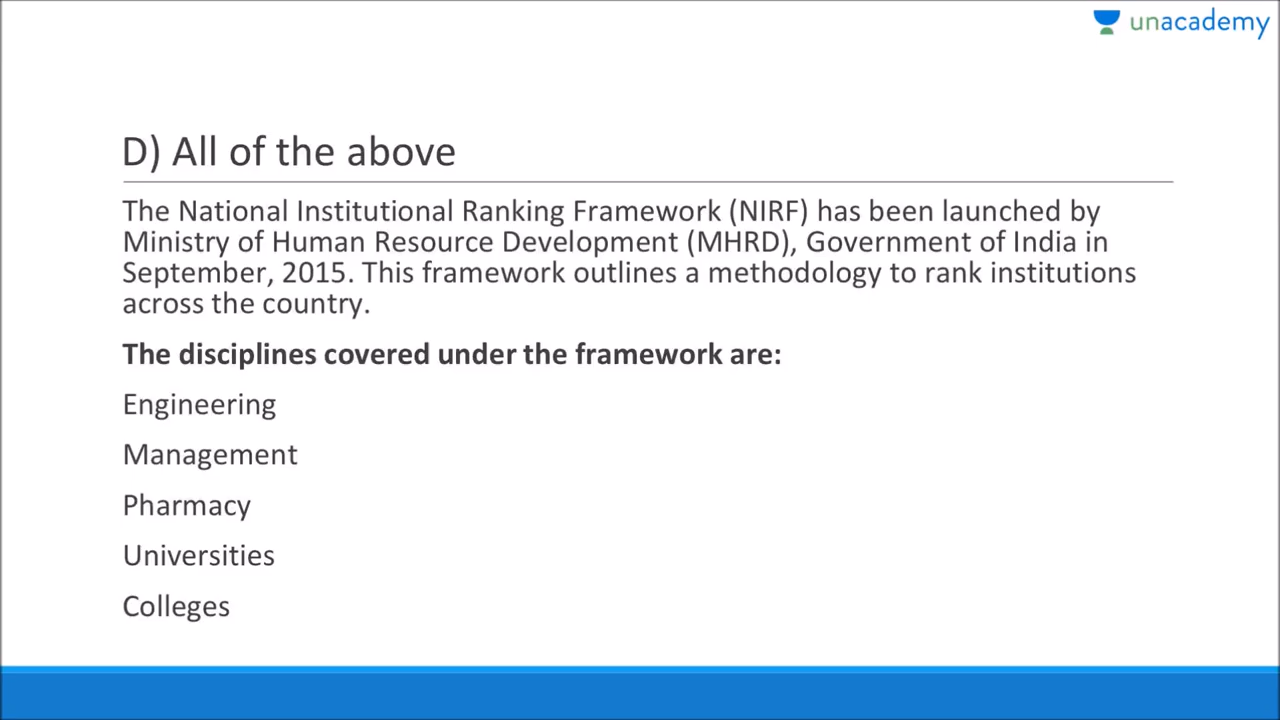 unacademy
D) All of the above
The National Institutional Ranking Framework (NIRF) has been launched by
Ministry of Human Resource Development (MHRD), Government of India in
September, 2015. This framework outlines a methodology to rank institutions
across the country.
The disciplines covered under the framework are:
Engineering
Management
Pharmacy
Universities
Colleges